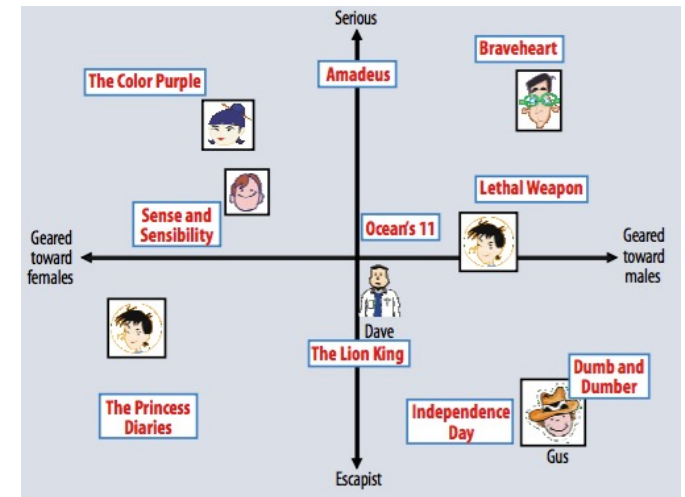 Serious
Braveheart
Amadeus
The Color Purple
Lethal Weapon
Sense and
Sensibility
Ocean's 11
Geared
toward
females
Geared
toward
males
Dave
The Lion King
Dumb and
Dumber
The Princess
Diaries
Independence
Day
Gus
Escapist